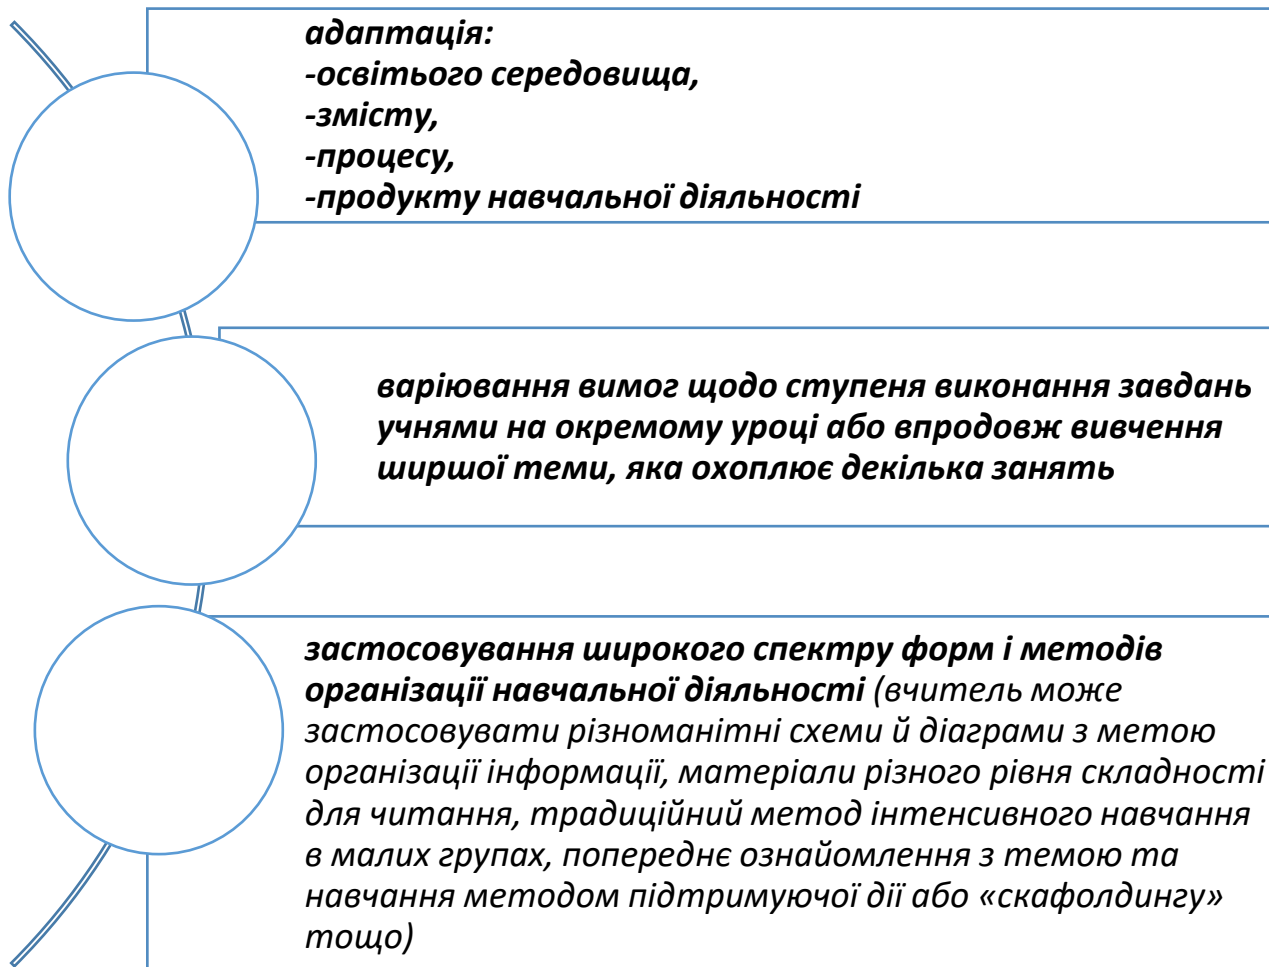 адаптація:
-освітього середовища,
-змісту,
-процесу,
-продукту навчальної діяльності
варіювання вимог щодо ступеня виконання завдань
учнями на окремому уроці або впродовж вивчення
ширшої теми, яка охоплює декілька занять
застосовування широкого спектру форм і методів
організації навчальної діяльності (вчитель може
застосовувати різноманітні схеми й діаграми з метою
організації інформації, матеріали різного рівня складності
для читання, традиційний метод інтенсивного навчання
в малих групах, попереднє ознайомлення з темою та
навчання методом підтримуючої дії або «скафолдингу»
тощо)